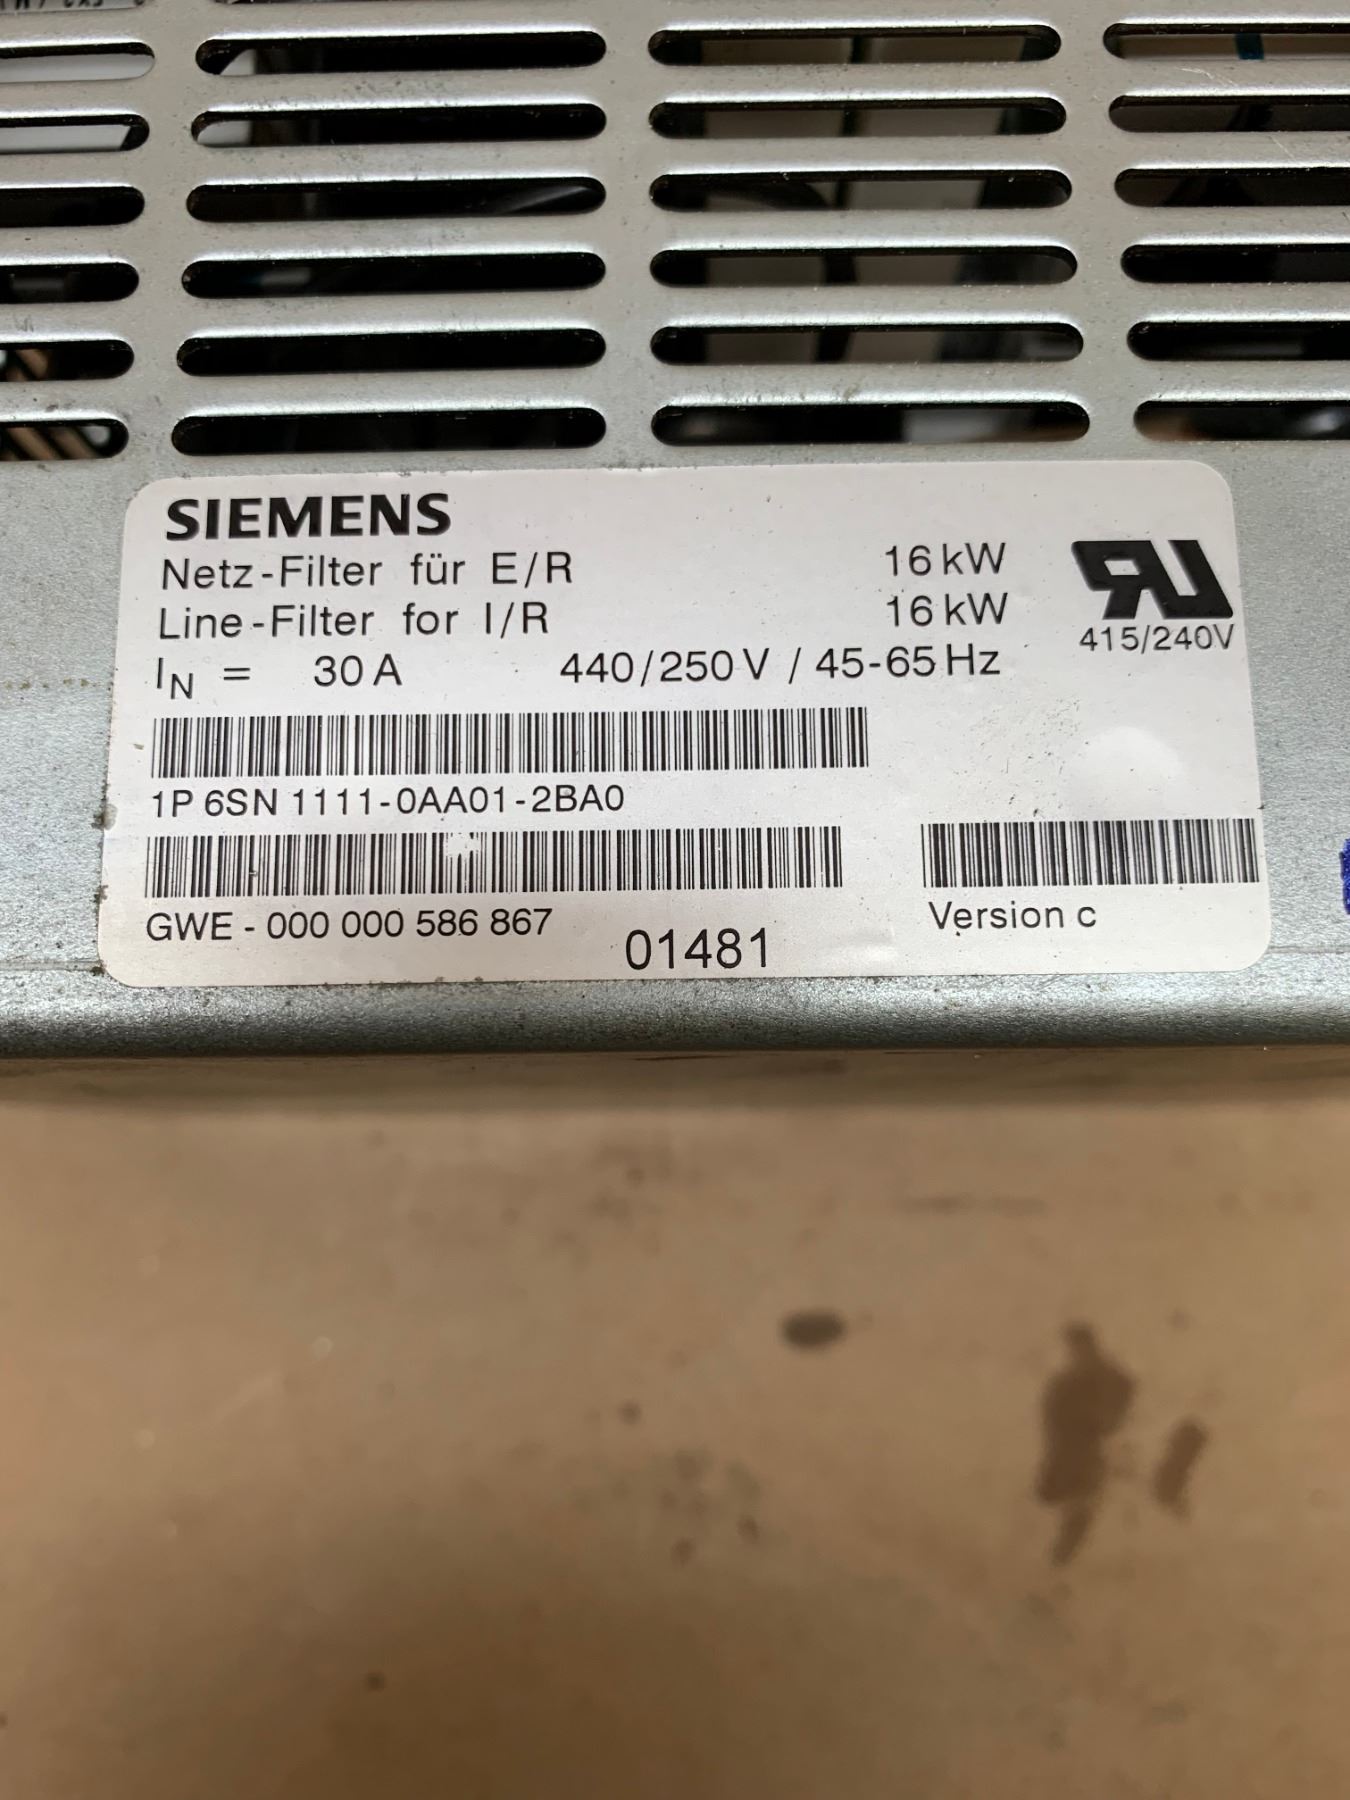 SIEMENS
Netz-Filter für E/R 16 kW
Line-Filter for I/R 16 kW
IN = 30 A 440/250 V / 45-65 Hz
415/240V
1P 6SN 1111-0AA01-2BA0
GWE - 000 000 586 867
01481
Version c